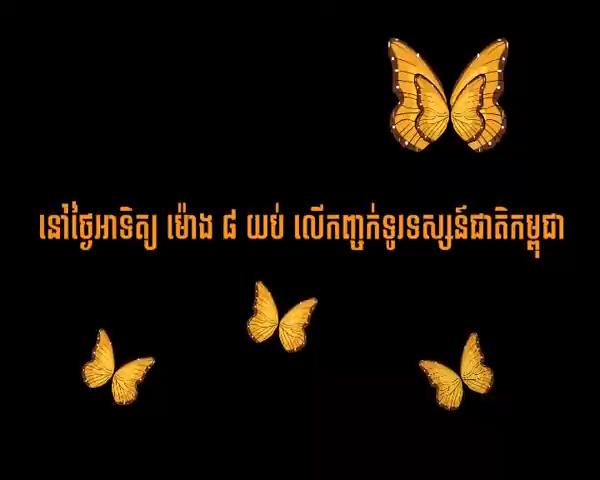 នៅថ្ងៃអាទិត្យ ម៉ោង ៨ យប់ លើកញ្ចក់ទូរទស្សន៍ជាតិកម្ពុជា